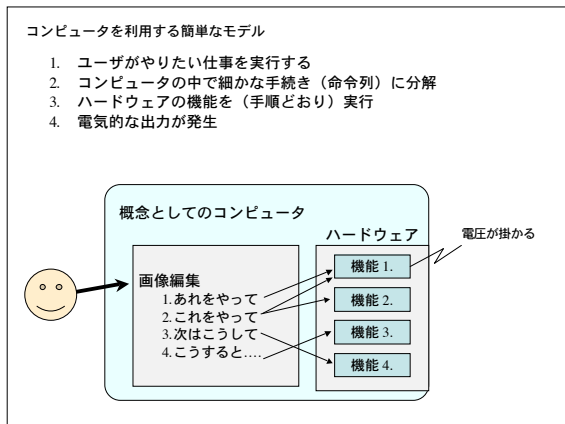 コンピュータを利用する簡単なモデル
1. ユーザがやりたい仕事を実行する
2. コンピュータの中で細かな手続き（命令列）に分解
3. ハードウェアの機能を（手順どおり）実行
4. 電気的な出力が発生
概念としてのコンピュータ
ハードウェア
電圧が掛かる
画像編集
1.あれをやって
2.これをやって
3.次はこうして
4.こうすると....
機能 1.
機能 2.
機能 3.
機能 4.